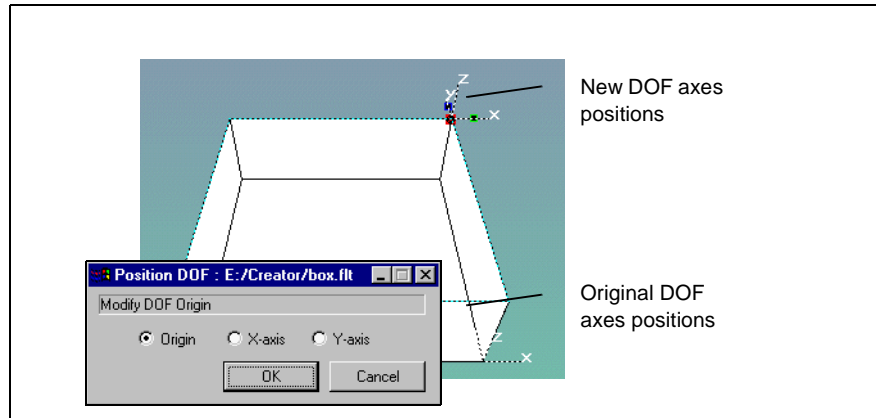 Z
Y
X
New DOF axes
positions
Position DOF : E:/Creator/box.flt
Modify DOF Origin
Origin X-axis Y-axis
OK Cancel
Original DOF
axes positions
Z
X